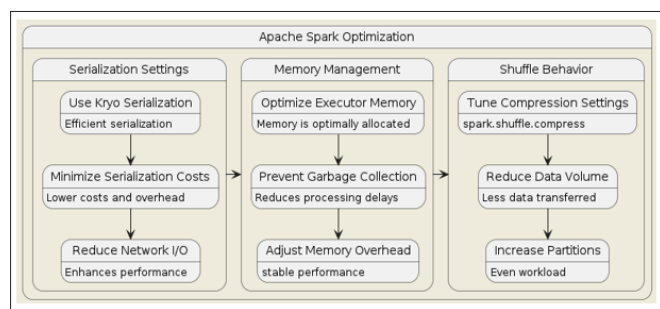 Apache Spark Optimization
Serialization Settings
Use Kryo Serialization
Efficient serialization
Minimize Serialization Costs
Lower costs and overhead
Reduce Network I/O
Enhances performance
Memory Management
Optimize Executor Memory
Memory is optimally allocated
Prevent Garbage Collection
Reduces processing delays
Adjust Memory Overhead
stable performance
Shuffle Behavior
Tune Compression Settings
spark.shuffle.compress
Reduce Data Volume
Less data transferred
Increase Partitions
Even workload